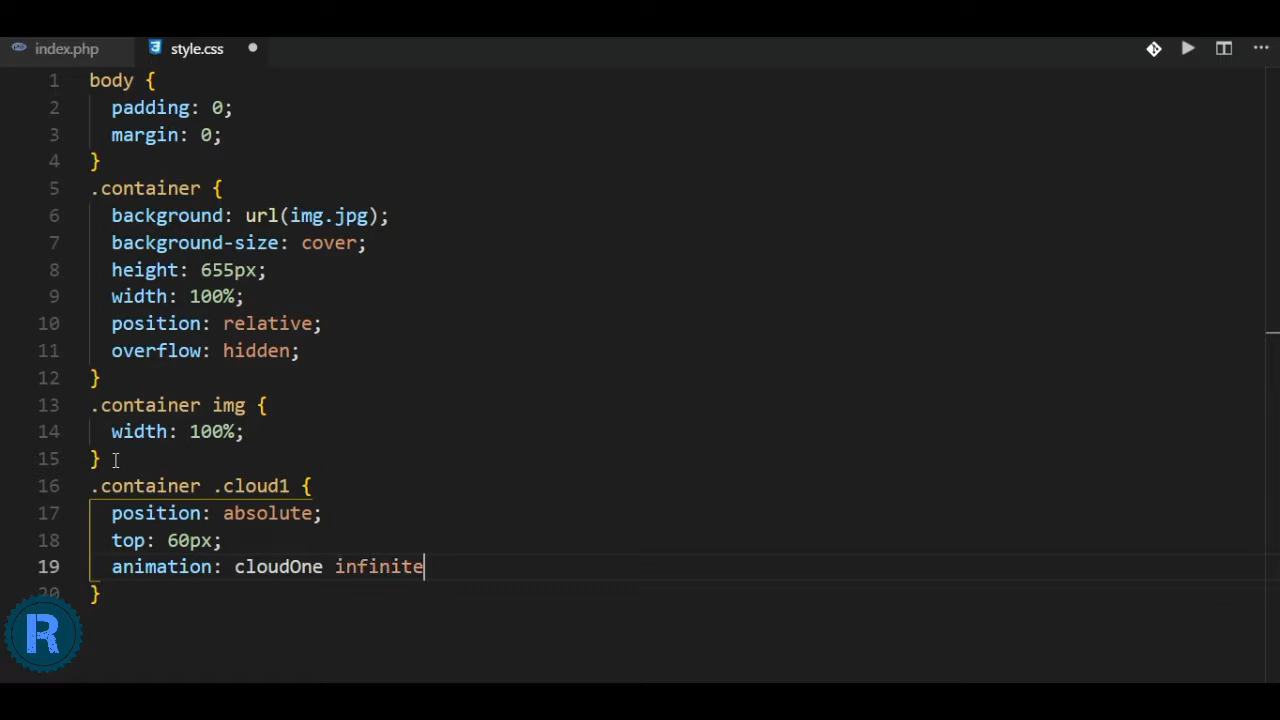 index.php style.css
1 body {
2 padding: 0;
3 margin: 0;
4 }
5 .container {
6 background: url(img.jpg);
7 background-size: cover;
8 height: 655px;
9 width: 100%;
10 position: relative;
11 overflow: hidden;
12 }
13 .container img {
14 width: 100%;
15 }
16 .container .cloud1 {
17 position: absolute;
18 top: 60px;
19 animation: cloudOne infinite
20 }
R